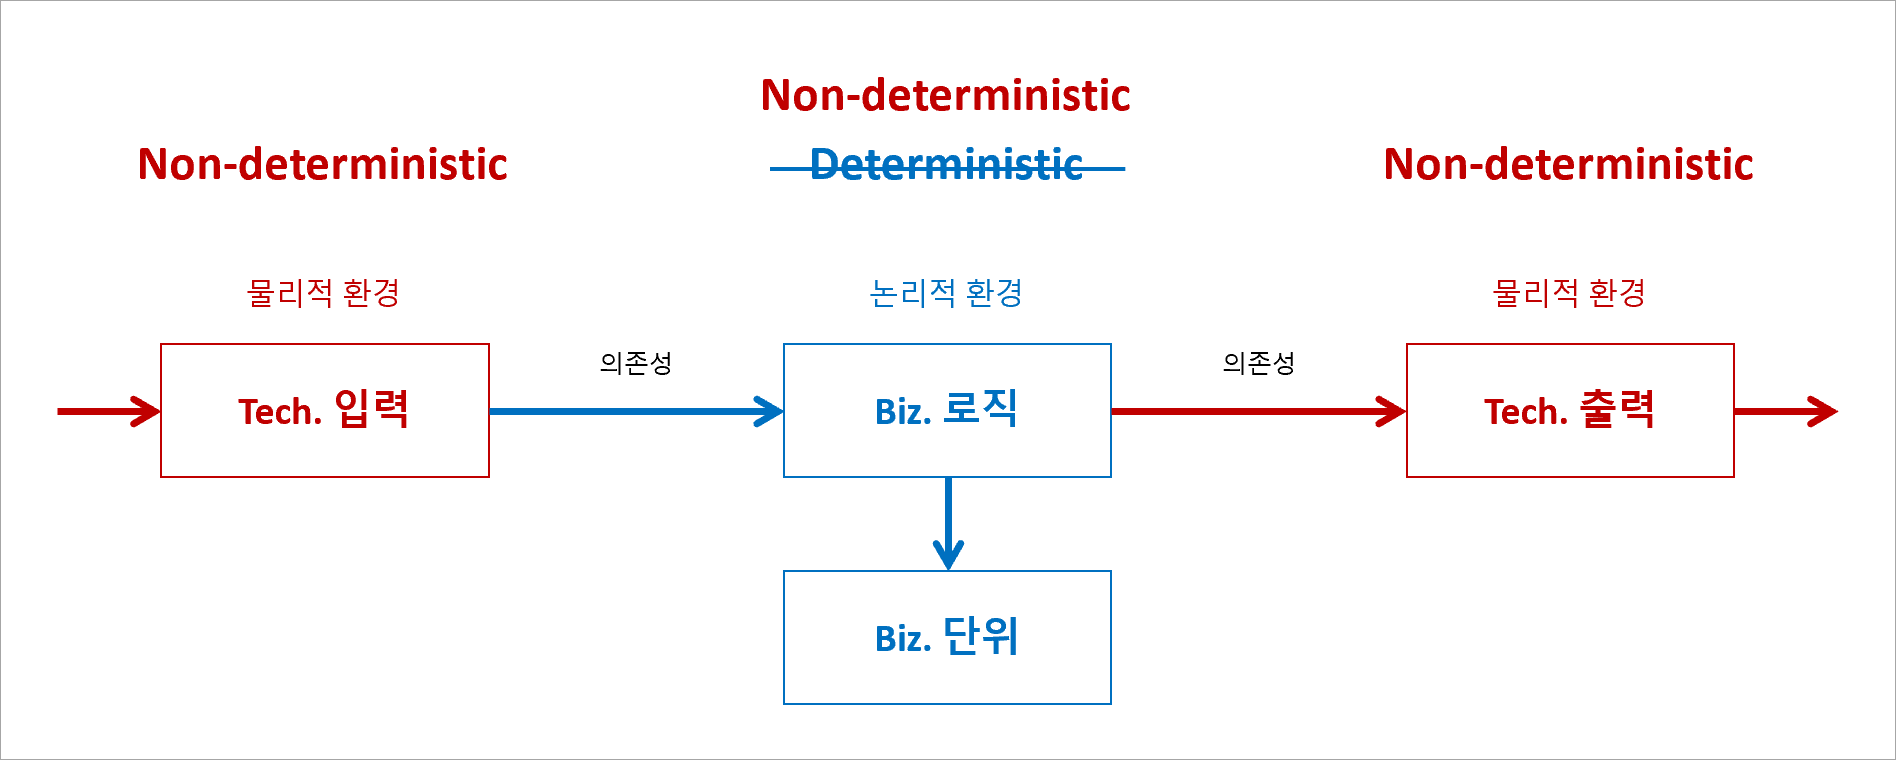 Non-deterministic
Non-deterministic
Deterministic
Non-deterministic
물리적 환경
논리적 환경
물리적 환경
의존성
의존성
Tech. 입력
Biz. 로직
Tech. 출력
Biz. 단위